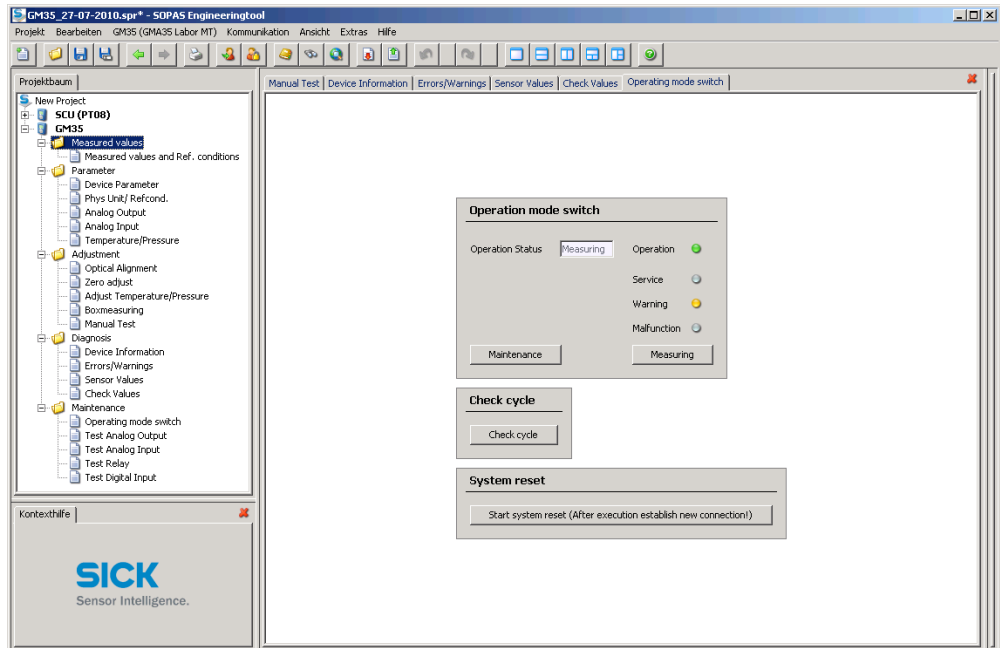 GM35_27-07-2010.spr* - SOPAS Engineeringtool
Projekt Bearbeiten GM35 (GMA35 Labor MT) Kommunikation Ansicht Extras Hilfe
Projektbaum
New Project
SCU (PT08)
GM35
Measured values
Measured values and Ref. conditions
Parameter
Device Parameter
Phys Unit/ Refcond.
Analog Output
Analog Input
Temperature/Pressure
Adjustment
Optical Alignment
Zero adjust
Adjust Temperature/Pressure
Boxmeasuring
Manual Test
Diagnosis
Device Information
Errors/Warnings
Sensor Values
Check Values
Maintenance
Operating mode switch
Test Analog Output
Test Analog Input
Test Relay
Test Digital Input
Kontexthilfe
SICK
Sensor Intelligence.
Manual Test Device Information Errors/Warnings Sensor Values Check Values Operating mode switch
Operation mode switch
Operation Status Measuring Operation
Service
Warning
Malfunction
Maintenance Measuring
Check cycle
Check cycle
System reset
Start system reset (After execution establish new connection!)